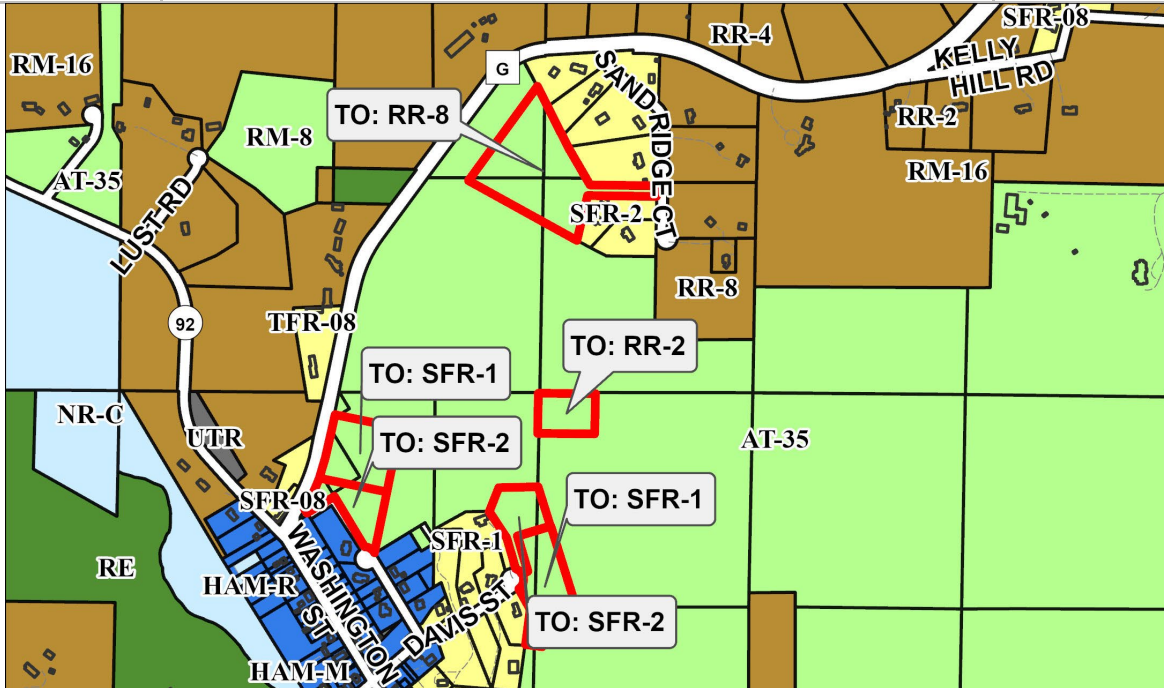 SFR-08
RR-4
KELLY
HILL RD
RM-16
G
SAND RIDGE CT
TO: RR-8
RR-2
RM-8
RM-16
AT-35
LUST RD
SFR-2
RR-8
92
TFR-08
TO: RR-2
TO: SFR-1
NR-C
UTR
TO: SFR-2
AT-35
SFR-08
TO: SFR-1
SFR-1
WASHINGTON
ST
RE
HAM-R
DAVIS ST
TO: SFR-2
HAM-M